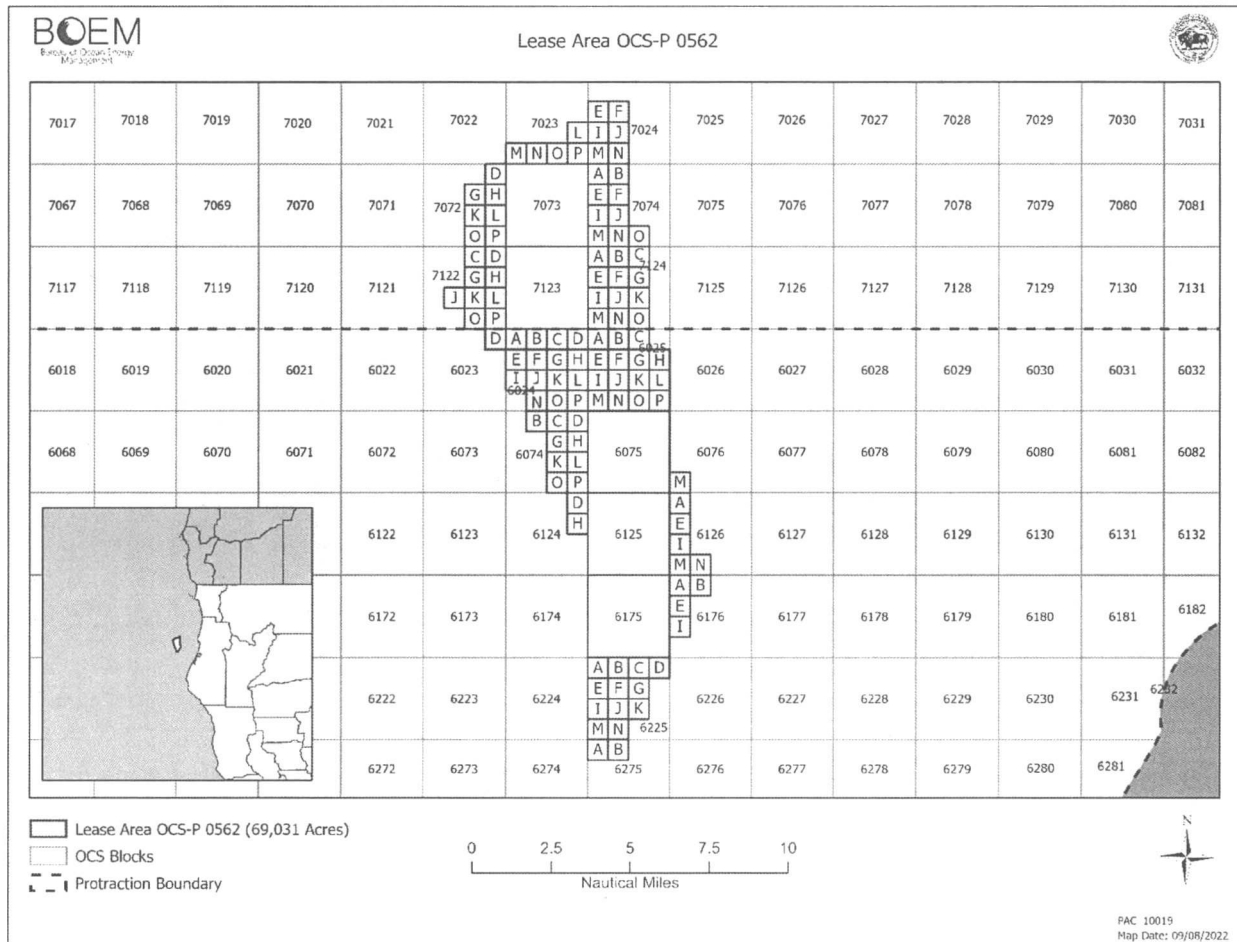 BOEM
Bureau of Ocean Energy
Management
Lease Area OCS-P 0562
E F
7017 7018 7019 7020 7021 7022 7023 7025 7026 7027 7028 7029 7030 7031
L I J 7024
M N O P M N
D A B
G H E F
7067 7068 7069 7070 7071 7072 7073 7074 7075 7076 7077 7078 7079 7080 7081
K L I J
O P M N O
C D A B C
7124
7122 G H E F G
7117 7118 7119 7120 7121 7123 7125 7126 7127 7128 7129 7130 7131
J K L I J K
O P M N O
D A B C D A B C
6025
E F G H E F G H
6018 6019 6020 6021 6022 6023 6026 6027 6028 6029 6030 6031 6032
I J K L I J K L
6024
N O P M N O P
B C D
G H
6068 6069 6070 6071 6072 6073 6074 6075 6076 6077 6078 6079 6080 6081 6082
K L
O P M
D A
H E
6122 6123 6124 6125 6126 6127 6128 6129 6130 6131 6132
I
M N
A B
E
6172 6173 6174 6175 6176 6177 6178 6179 6180 6181 6182
I
A B C D
E F G
6222 6223 6224 6226 6227 6228 6229 6230 6231 6232
I J K
M N 6225
A B
6272 6273 6274 6275 6276 6277 6278 6279 6280 6281
Lease Area OCS-P 0562 (69,031 Acres)
OCS Blocks
Protraction Boundary
0 2.5 5 7.5 10
Nautical Miles
N
PAC 10019
Map Date: 09/08/2022